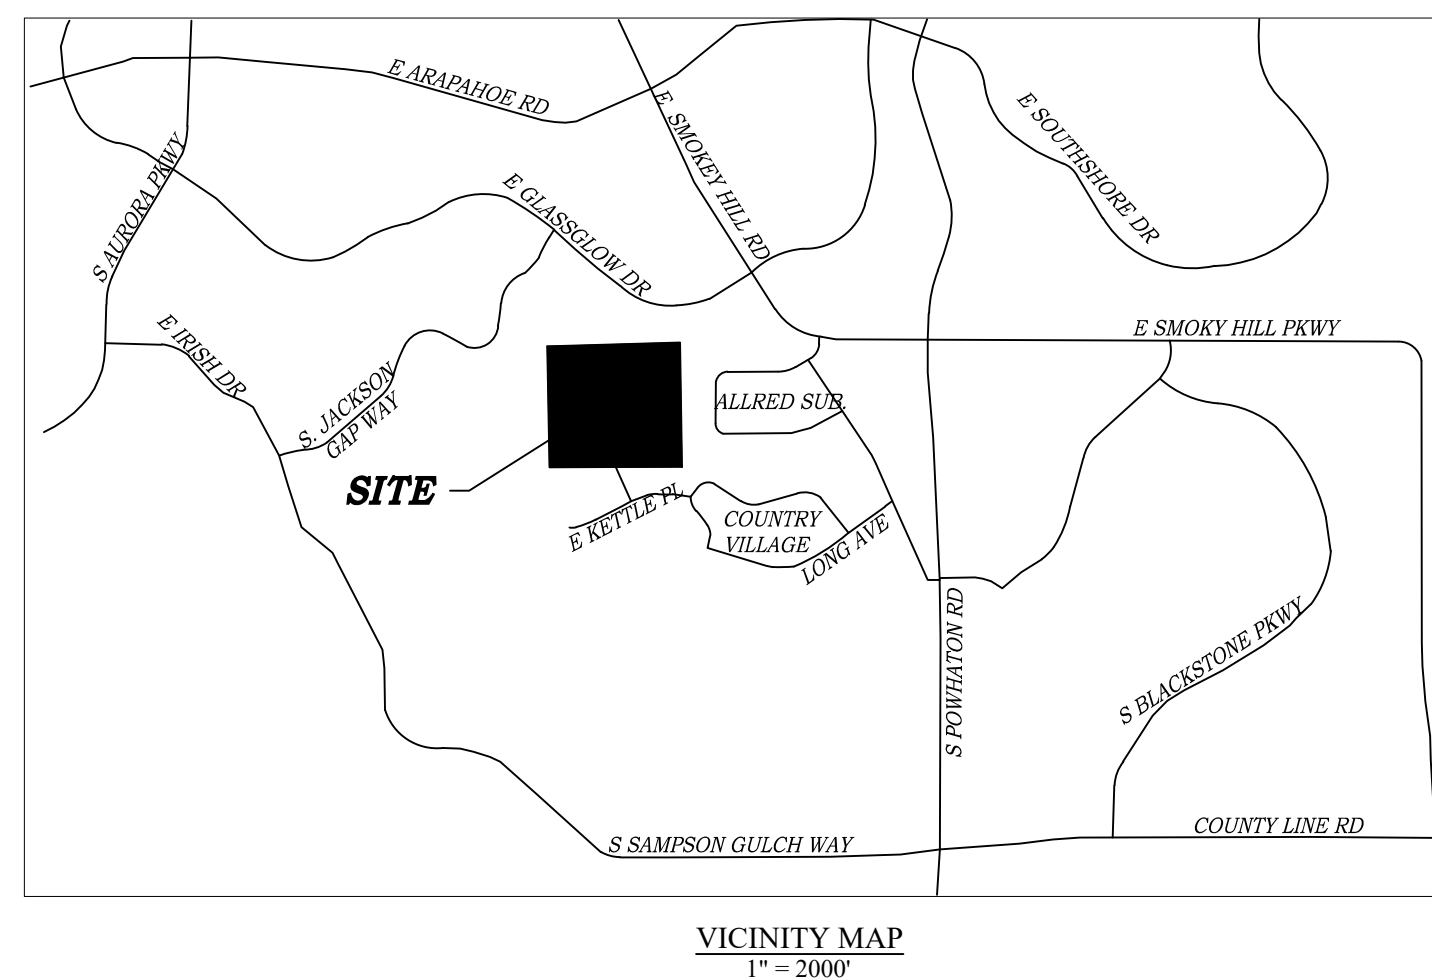 E ARAPAHOE RD
E SMOKEY HILL RD
E SOUTHSHORE DR
S AURORA PKWY
E GLASSGLOW DR
E IRISH DR
E SMOKY HILL PKWY
S. JACKSON
GAP WAY
ALLRED SUB.
SITE
E KETTLE PL
COUNTRY
VILLAGE
LONG AVE
S POWHATON RD
S BLACKSTONE PKWY
S SAMPSON GULCH WAY
COUNTY LINE RD
VICINITY MAP
1" = 2000'